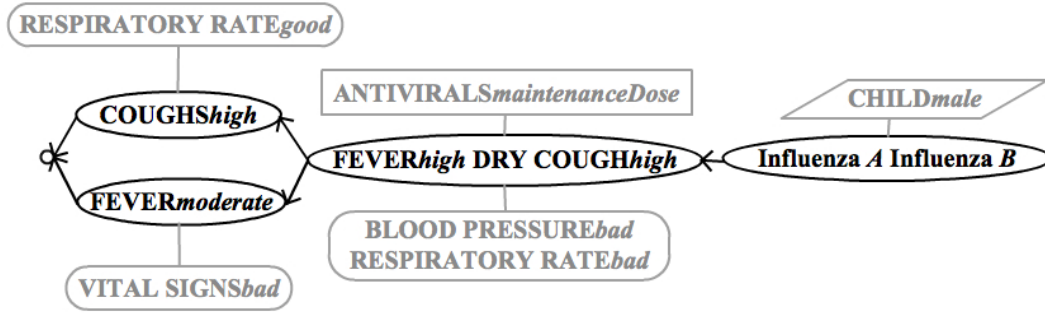 RESPIRATORY RATEgood
COUGHShigh
FEVERmoderate
VITAL SIGNSbad
ANTIVIRALSmaintenanceDose
FEVERhigh DRY COUGHhigh
BLOOD PRESSUREbad
RESPIRATORY RATEbad
CHILDmale
Influenza A Influenza B